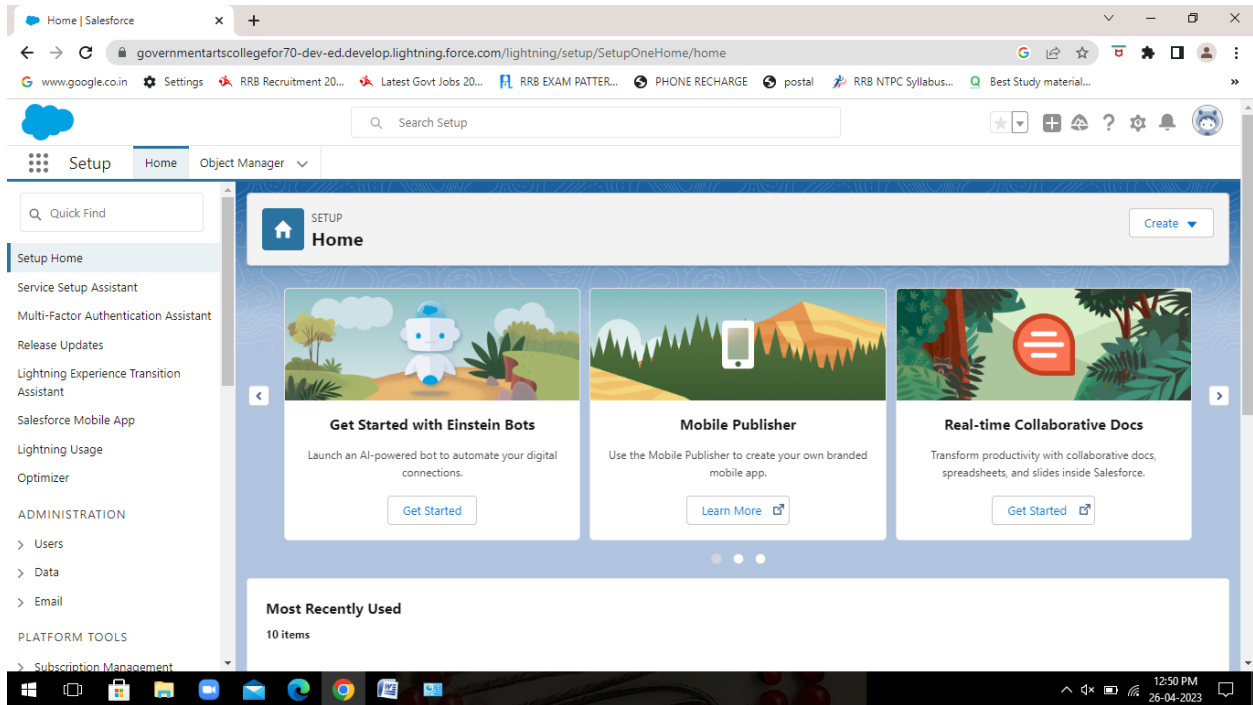 Home | Salesforce
governmentartscollegefor70-dev-ed.develop.lightning.force.com/lightning/setup/SetupOneHome/home
www.google.co.in Settings RRB Recruitment 20... Latest Govt Jobs 20... RRB EXAM PATTER... PHONE RECHARGE postal RRB NTPC Syllabus... Best Study material...
Search Setup
Setup Home Object Manager
Quick Find
Setup Home
Service Setup Assistant
Multi-Factor Authentication Assistant
Release Updates
Lightning Experience Transition
Assistant
Salesforce Mobile App
Lightning Usage
Optimizer
ADMINISTRATION
Users
Data
Email
PLATFORM TOOLS
Subscription Management
SETUP
Home
Create
Get Started with Einstein Bots
Launch an AI-powered bot to automate your digital
connections.
Get Started
Mobile Publisher
Use the Mobile Publisher to create your own branded
mobile app.
Learn More
Real-time Collaborative Docs
Transform productivity with collaborative docs,
spreadsheets, and slides inside Salesforce.
Get Started
Most Recently Used
10 items
12:50 PM
26-04-2023